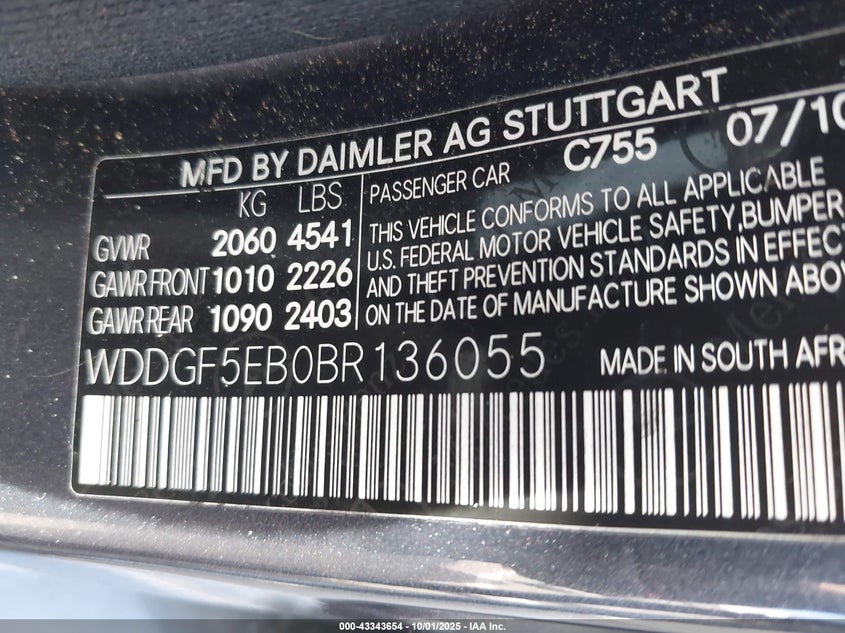 MFD BY DAIMLER AG STUTTGART
C755 07/10
KG LBS
GVWR 2060 4541
GAWR FRONT 1010 2226
GAWR REAR 1090 2403
PASSENGER CAR
THIS VEHICLE CONFORMS TO ALL APPLICABLE
U.S. FEDERAL MOTOR VEHICLE SAFETY,BUMPER
AND THEFT PREVENTION STANDARDS IN EFFEC
ON THE DATE OF MANUFACTURE SHOWN ABOV
WDDGF5EB0BR136055
MADE IN SOUTH AFR
000-43343654 - 10/01/2025 - IAA Inc.